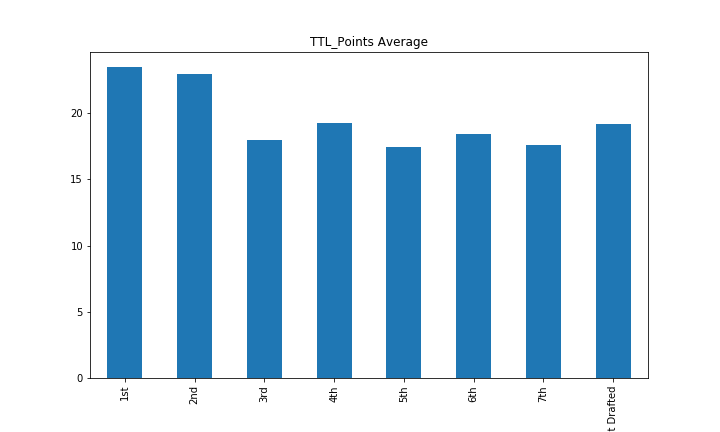 TTL_Points Average
20
15
10
5
0
1st
2nd
3rd
4th
5th
6th
7th
t Drafted